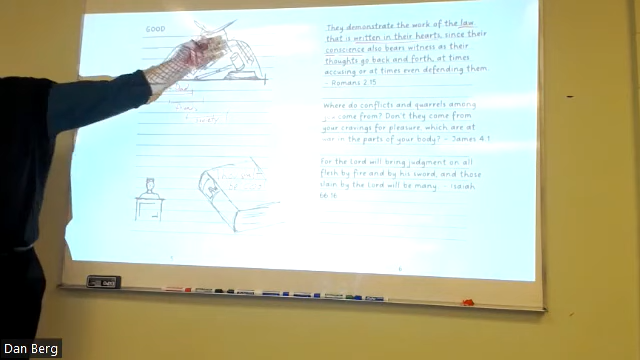 GOOD
They demonstrate the work of the law
that is written in their hearts, since their
conscience also bears witness as their
thoughts go back and forth, at times
accusing or at times even defending them.
- Romans 2:15
Where do conflicts and quarrels among
come from? Don't they come from
your cravings for pleasure, which are at
war in the parts of your body? - James 4:1
For the Lord will bring judgment on all
flesh by fire and by his sword, and those
slain by the Lord will be many - Isaiah
66:16
Dan Berg